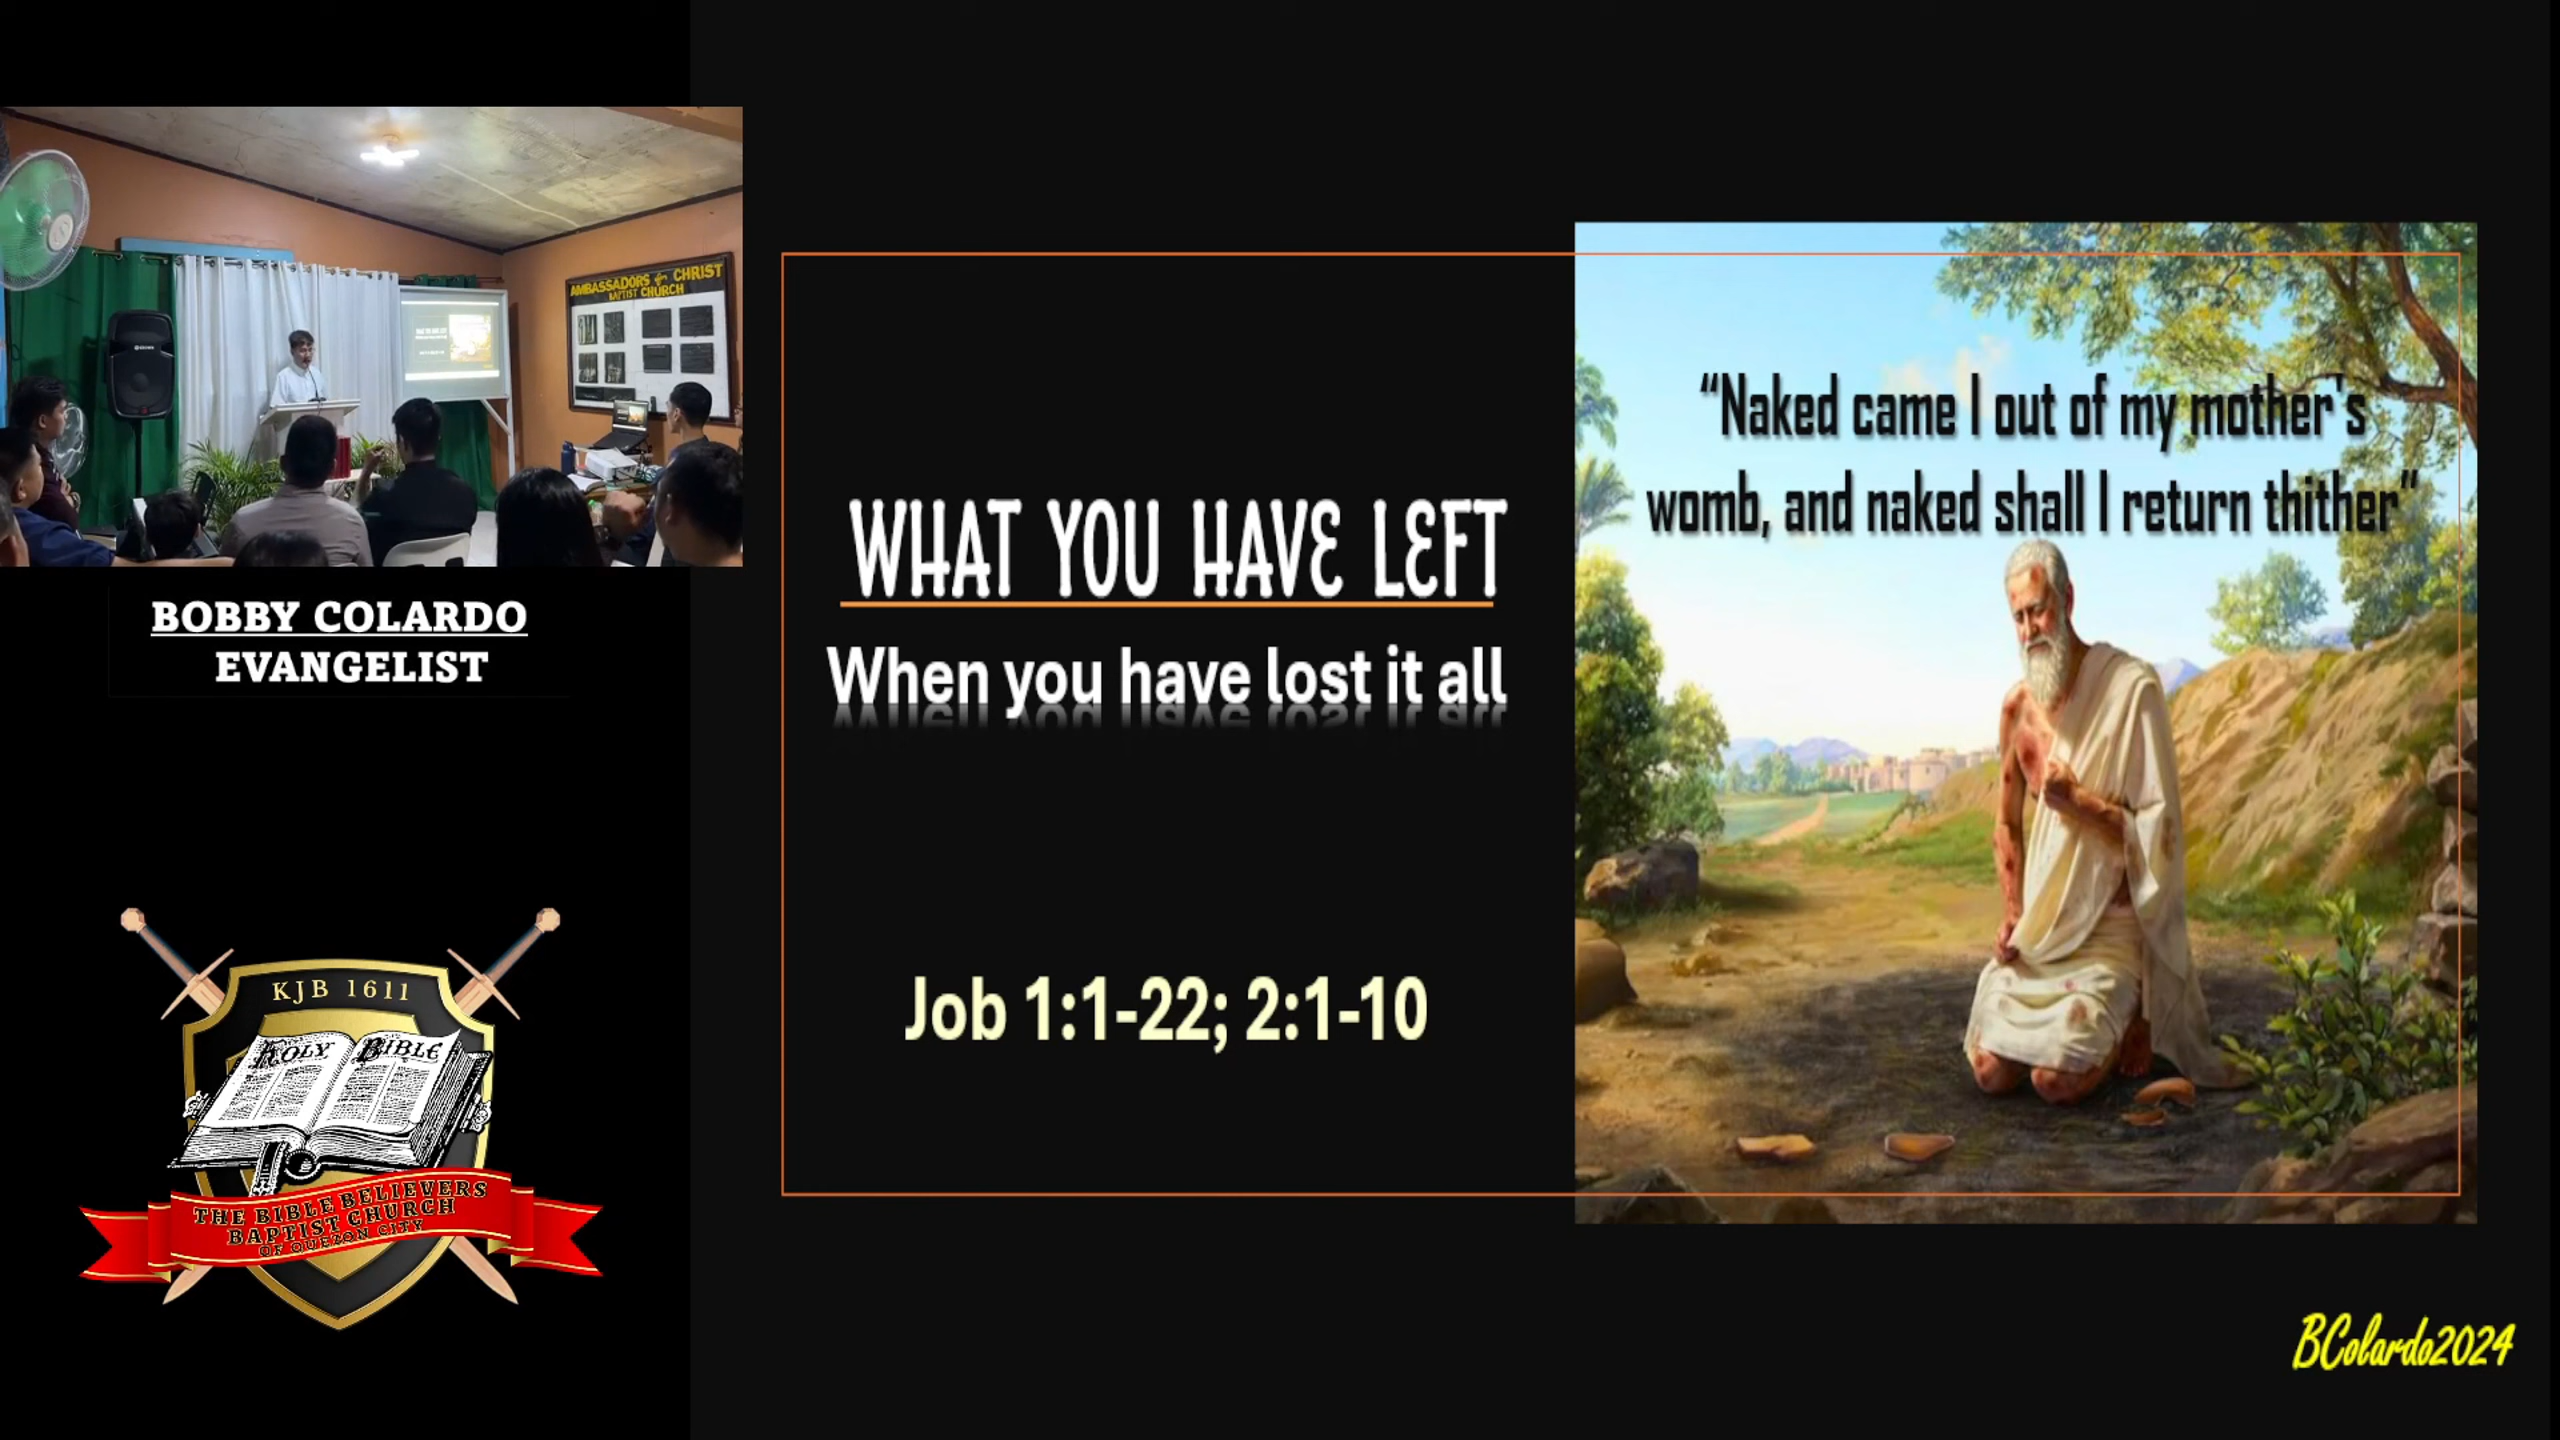 AMBASSADORS for CHRIST
BAPTIST CHURCH
BOBBY COLARDO
EVANGELIST
KJB 1611
HOLY BIBLE
THE BIBLE BELIEVERS
BAPTIST CHURCH
OF QUEZON CITY
WHAT YOU HAVE LEFT
When you have lost it all
Job 1:1-22; 2:1-10
“Naked came I out of my mother's
womb, and naked shall I return thither”
BColardo2024